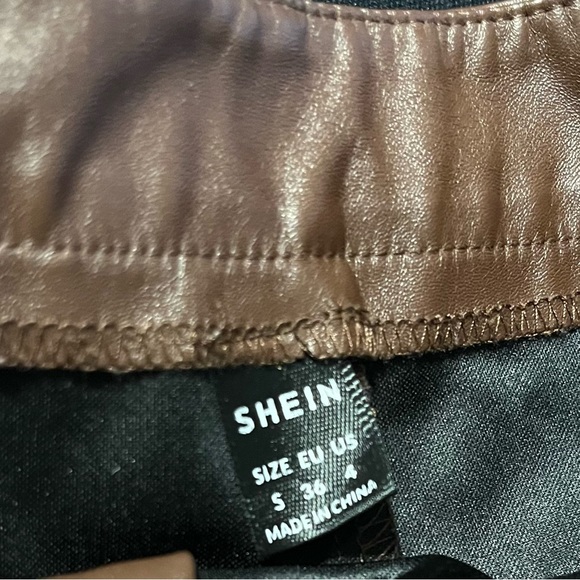 SHEIN
SIZE EU US
S 36 4
MADE IN CHINA